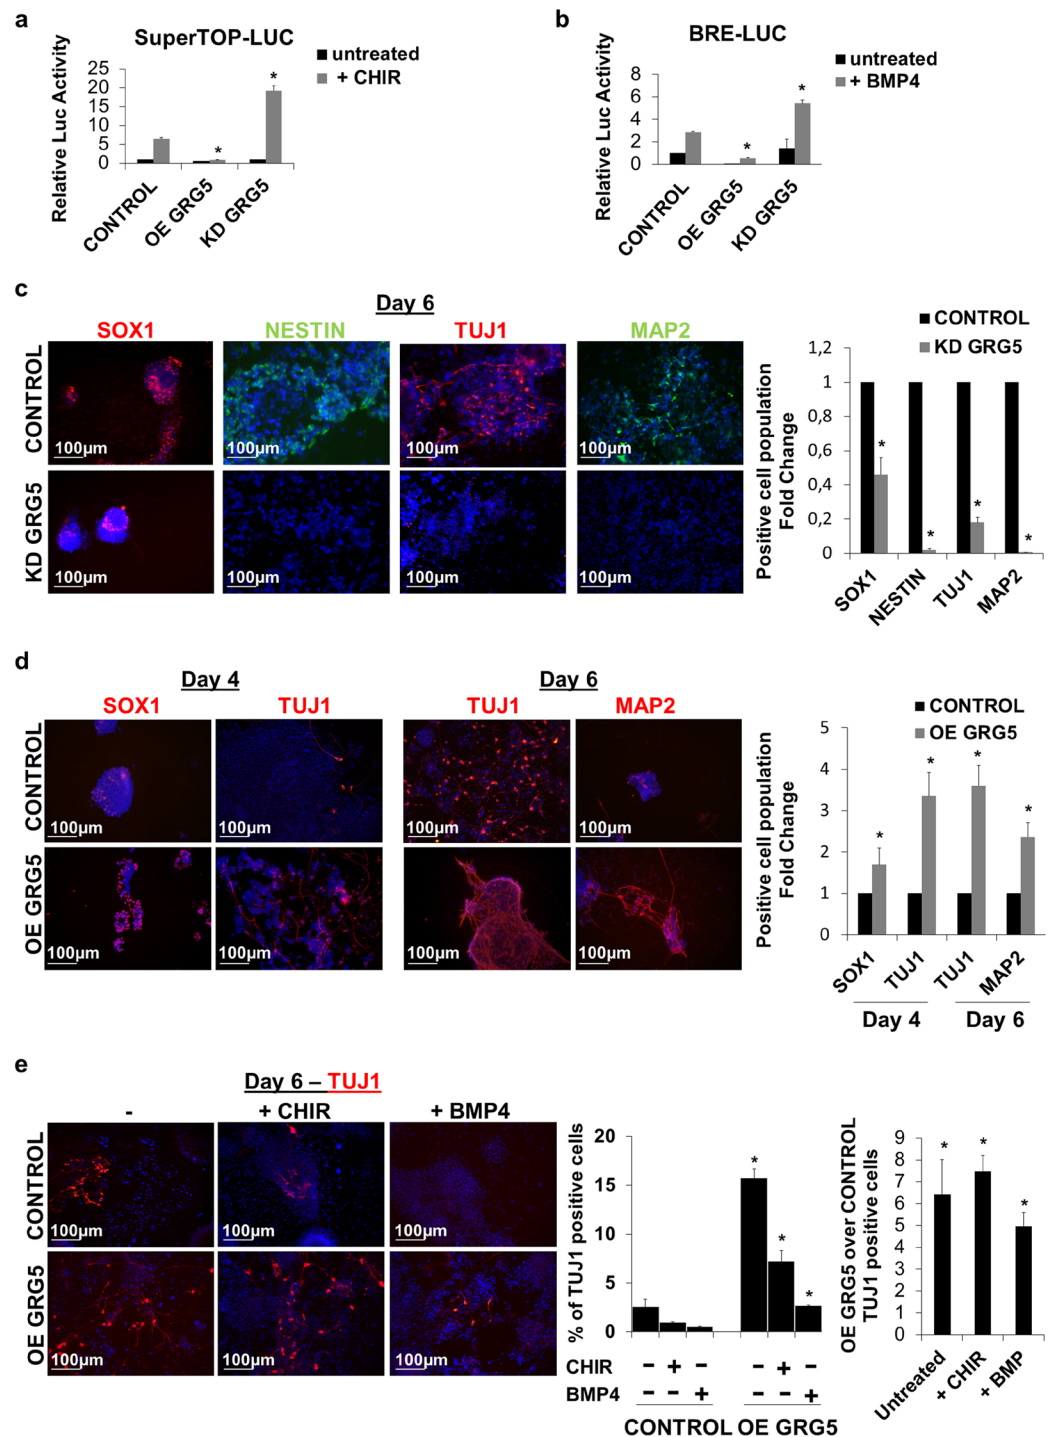 a
SuperTOP-LUC
untreated
+ CHIR
Relative Luc Activity
25
20
15
10
5
0
CONTROL
OE GRG5
KD GRG5
*
*
b
BRE-LUC
untreated
+ BMP4
Relative Luc Activity
8
6
4
2
0
CONTROL
OE GRG5
KD GRG5
*
*
c
Day 6
SOX1 NESTIN TUJ1 MAP2
CONTROL
100µm 100µm 100µm 100µm
KD GRG5
100µm 100µm 100µm 100µm
CONTROL
KD GRG5
Positive cell population
Fold Change
1,2
1
0,8
0,6
0,4
0,2
0
* * * *
SOX1 NESTIN TUJ1 MAP2
d
Day 4 Day 6
SOX1 TUJ1 TUJ1 MAP2
CONTROL
100µm 100µm 100µm 100µm
OE GRG5
100µm 100µm 100µm 100µm
CONTROL
OE GRG5
Positive cell population
Fold Change
5
4
3
2
1
0
* * * *
SOX1 TUJ1 TUJ1 MAP2
Day 4 Day 6
e
Day 6 – TUJ1
- + CHIR + BMP4
CONTROL
100µm 100µm 100µm
OE GRG5
100µm 100µm 100µm
% of TUJ1 positive cells
20
15
10
5
0
* * *
CHIR - + - - + -
BMP4 - - + - - +
CONTROL OE GRG5
OE GRG5 over CONTROL
TUJ1 positive cells
9
8
7
6
5
4
3
2
1
0
* * *
Untreated + CHIR + BMP